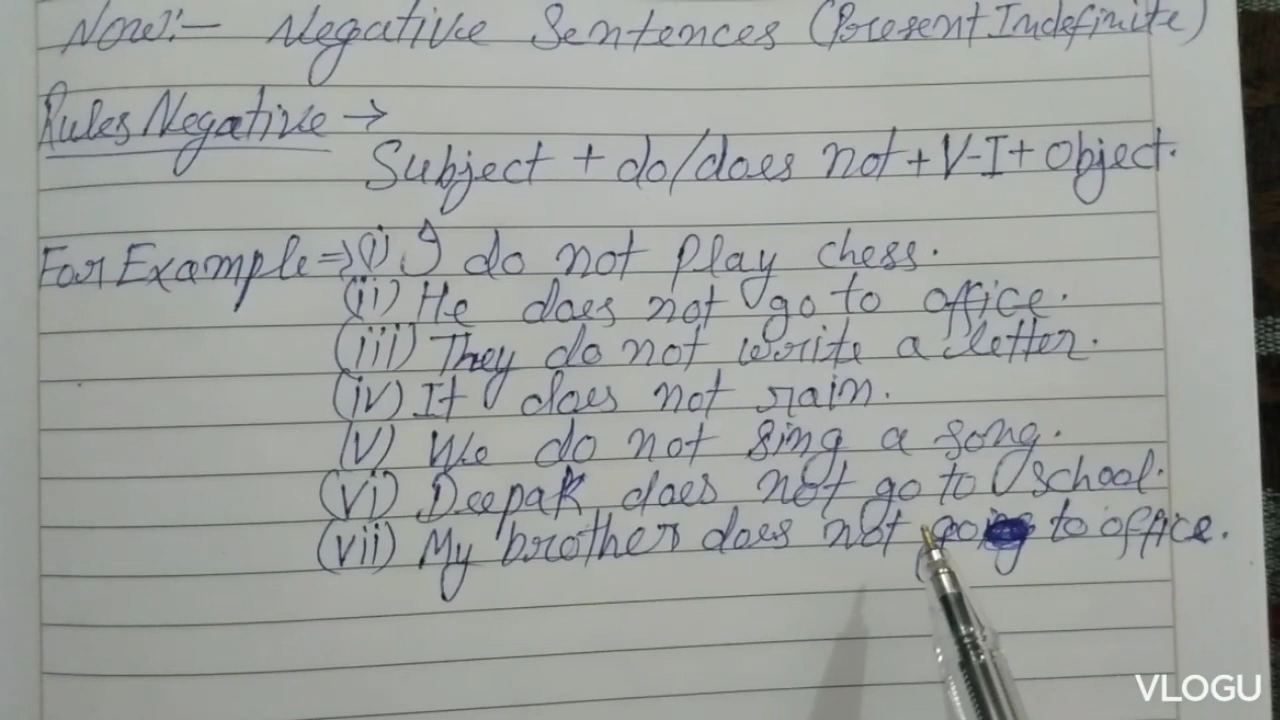 Now:- Negative Sentences (Present Indefinite)
Rules Negative →
Subject + do/does not + V-I + Object.
For Example ⇒ (i) I do not play chess.
(ii) He does not go to office.
(iii) They do not write a letter.
(iv) It does not rain.
(v) We do not sing a song.
(vi) Deepak does not go to school.
(vii) My brother does not go to office.
VLOGU